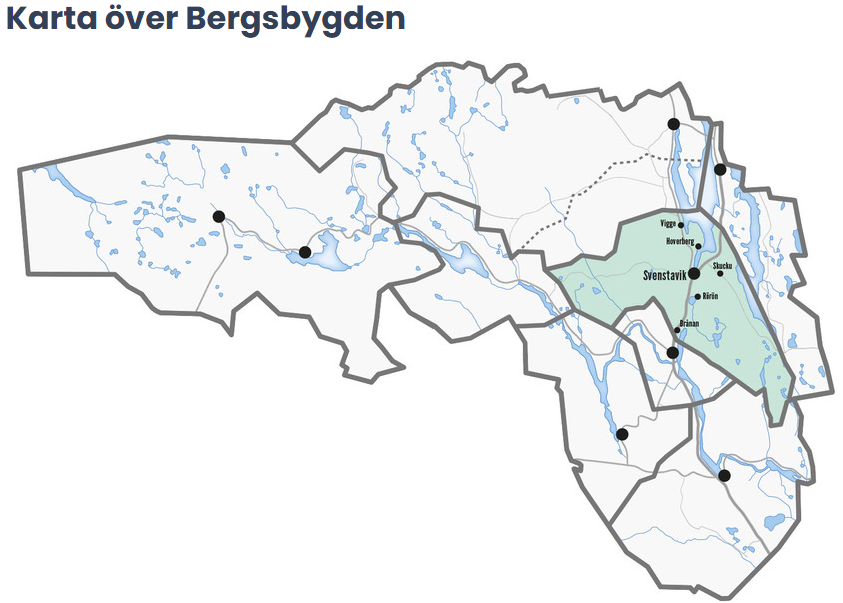 Karta över Bergsbygden
Vigge
Hoverberg
Svenstavik
Skucku
Rörön
Brånan